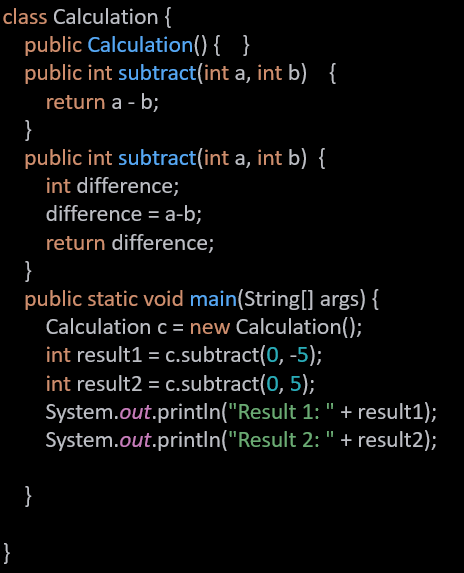 class Calculation {
public Calculation() {    }
public int subtract(int a, int b)    {
return a - b;
}
public int subtract(int a, int b)  {
int difference;
difference = a-b;
return difference;
}
public static void main(String[] args) {
Calculation c = new Calculation();
int result1 = c.subtract(0, -5);
int result2 = c.subtract(0, 5);
System.out.println("Result 1: " + result1);
System.out.println("Result 2: " + result2);
}
}